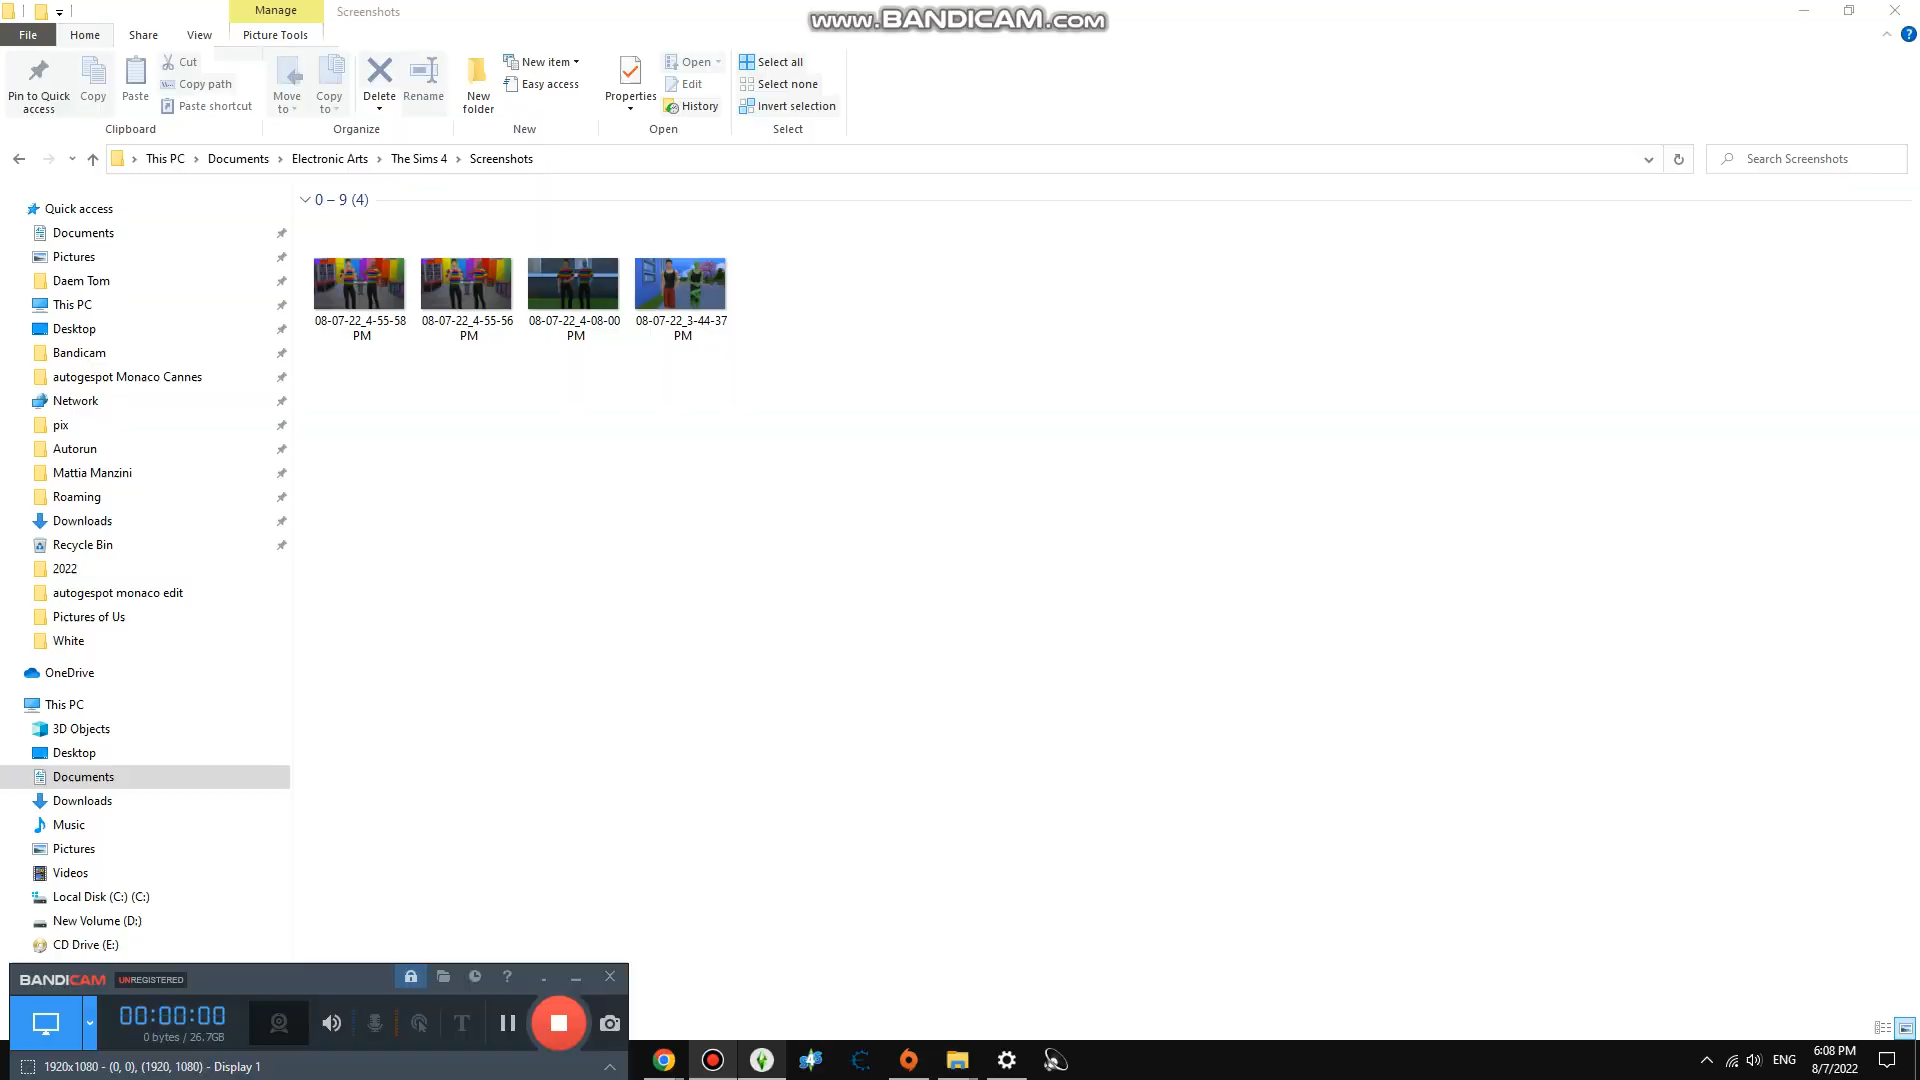 Manage
Screenshots
www.BANDICAM.com
File
Home
Share
View
Picture Tools
Pin to Quick access
Copy
Paste
Cut
Copy path
Paste shortcut
Clipboard
Move to
Copy to
Delete
Rename
Organize
New folder
New item
Easy access
New
Properties
Open
Edit
History
Open
Select all
Select none
Invert selection
Select
This PC > Documents > Electronic Arts > The Sims 4 > Screenshots
Search Screenshots
0 – 9 (4)
08-07-22_4-55-58 PM
08-07-22_4-55-56 PM
08-07-22_4-08-00 PM
08-07-22_3-44-37 PM
Quick access
Documents
Pictures
Daem Tom
This PC
Desktop
Bandicam
autogespot Monaco Cannes
Network
pix
Autorun
Mattia Manzini
Roaming
Downloads
Recycle Bin
2022
autogespot monaco edit
Pictures of Us
White
OneDrive
This PC
3D Objects
Desktop
Documents
Downloads
Music
Pictures
Videos
Local Disk (C:) (C:)
New Volume (D:)
CD Drive (E:)
BANDICAM UNREGISTERED
00:00:00
0 bytes / 26.7GB
1920x1080 - (0, 0), (1920, 1080) - Display 1
ENG
6:08 PM
8/7/2022